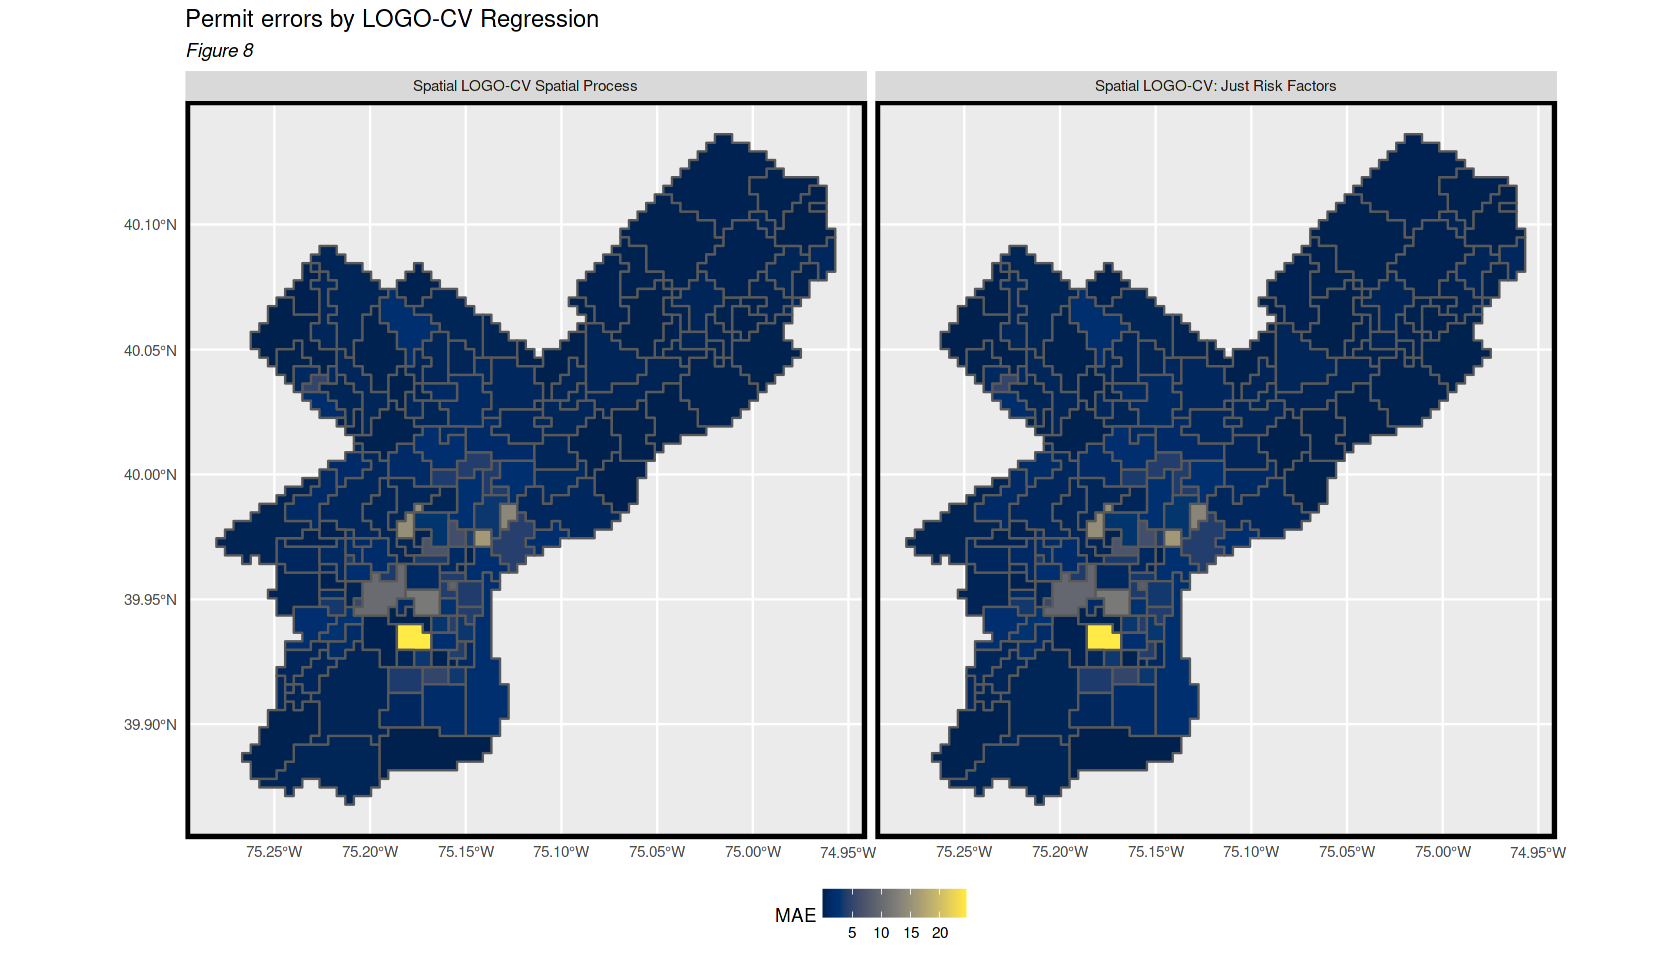 Permit errors by LOGO-CV Regression
Figure 8
Spatial LOGO-CV Spatial Process
Spatial LOGO-CV: Just Risk Factors
40.10°N
40.05°N
40.00°N
39.95°N
39.90°N
75.25°W 75.20°W 75.15°W 75.10°W 75.05°W 75.00°W 74.95°W
75.25°W 75.20°W 75.15°W 75.10°W 75.05°W 75.00°W 74.95°W
MAE
5 10 15 20